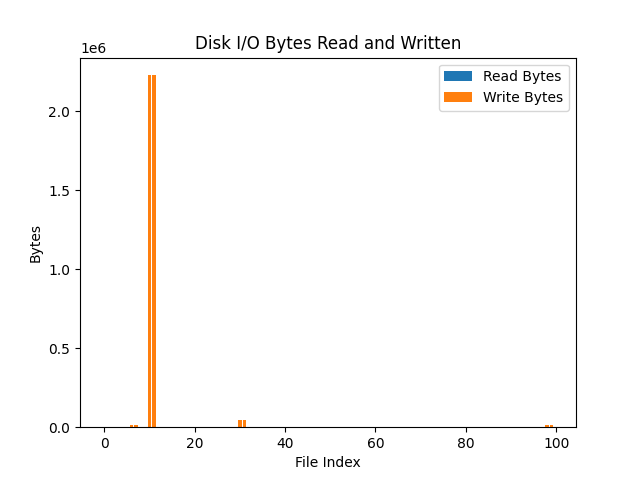 Disk I/O Bytes Read and Written
1e6
Read Bytes
Write Bytes
2.0
1.5
1.0
0.5
0.0
Bytes
0 20 40 60 80 100
File Index